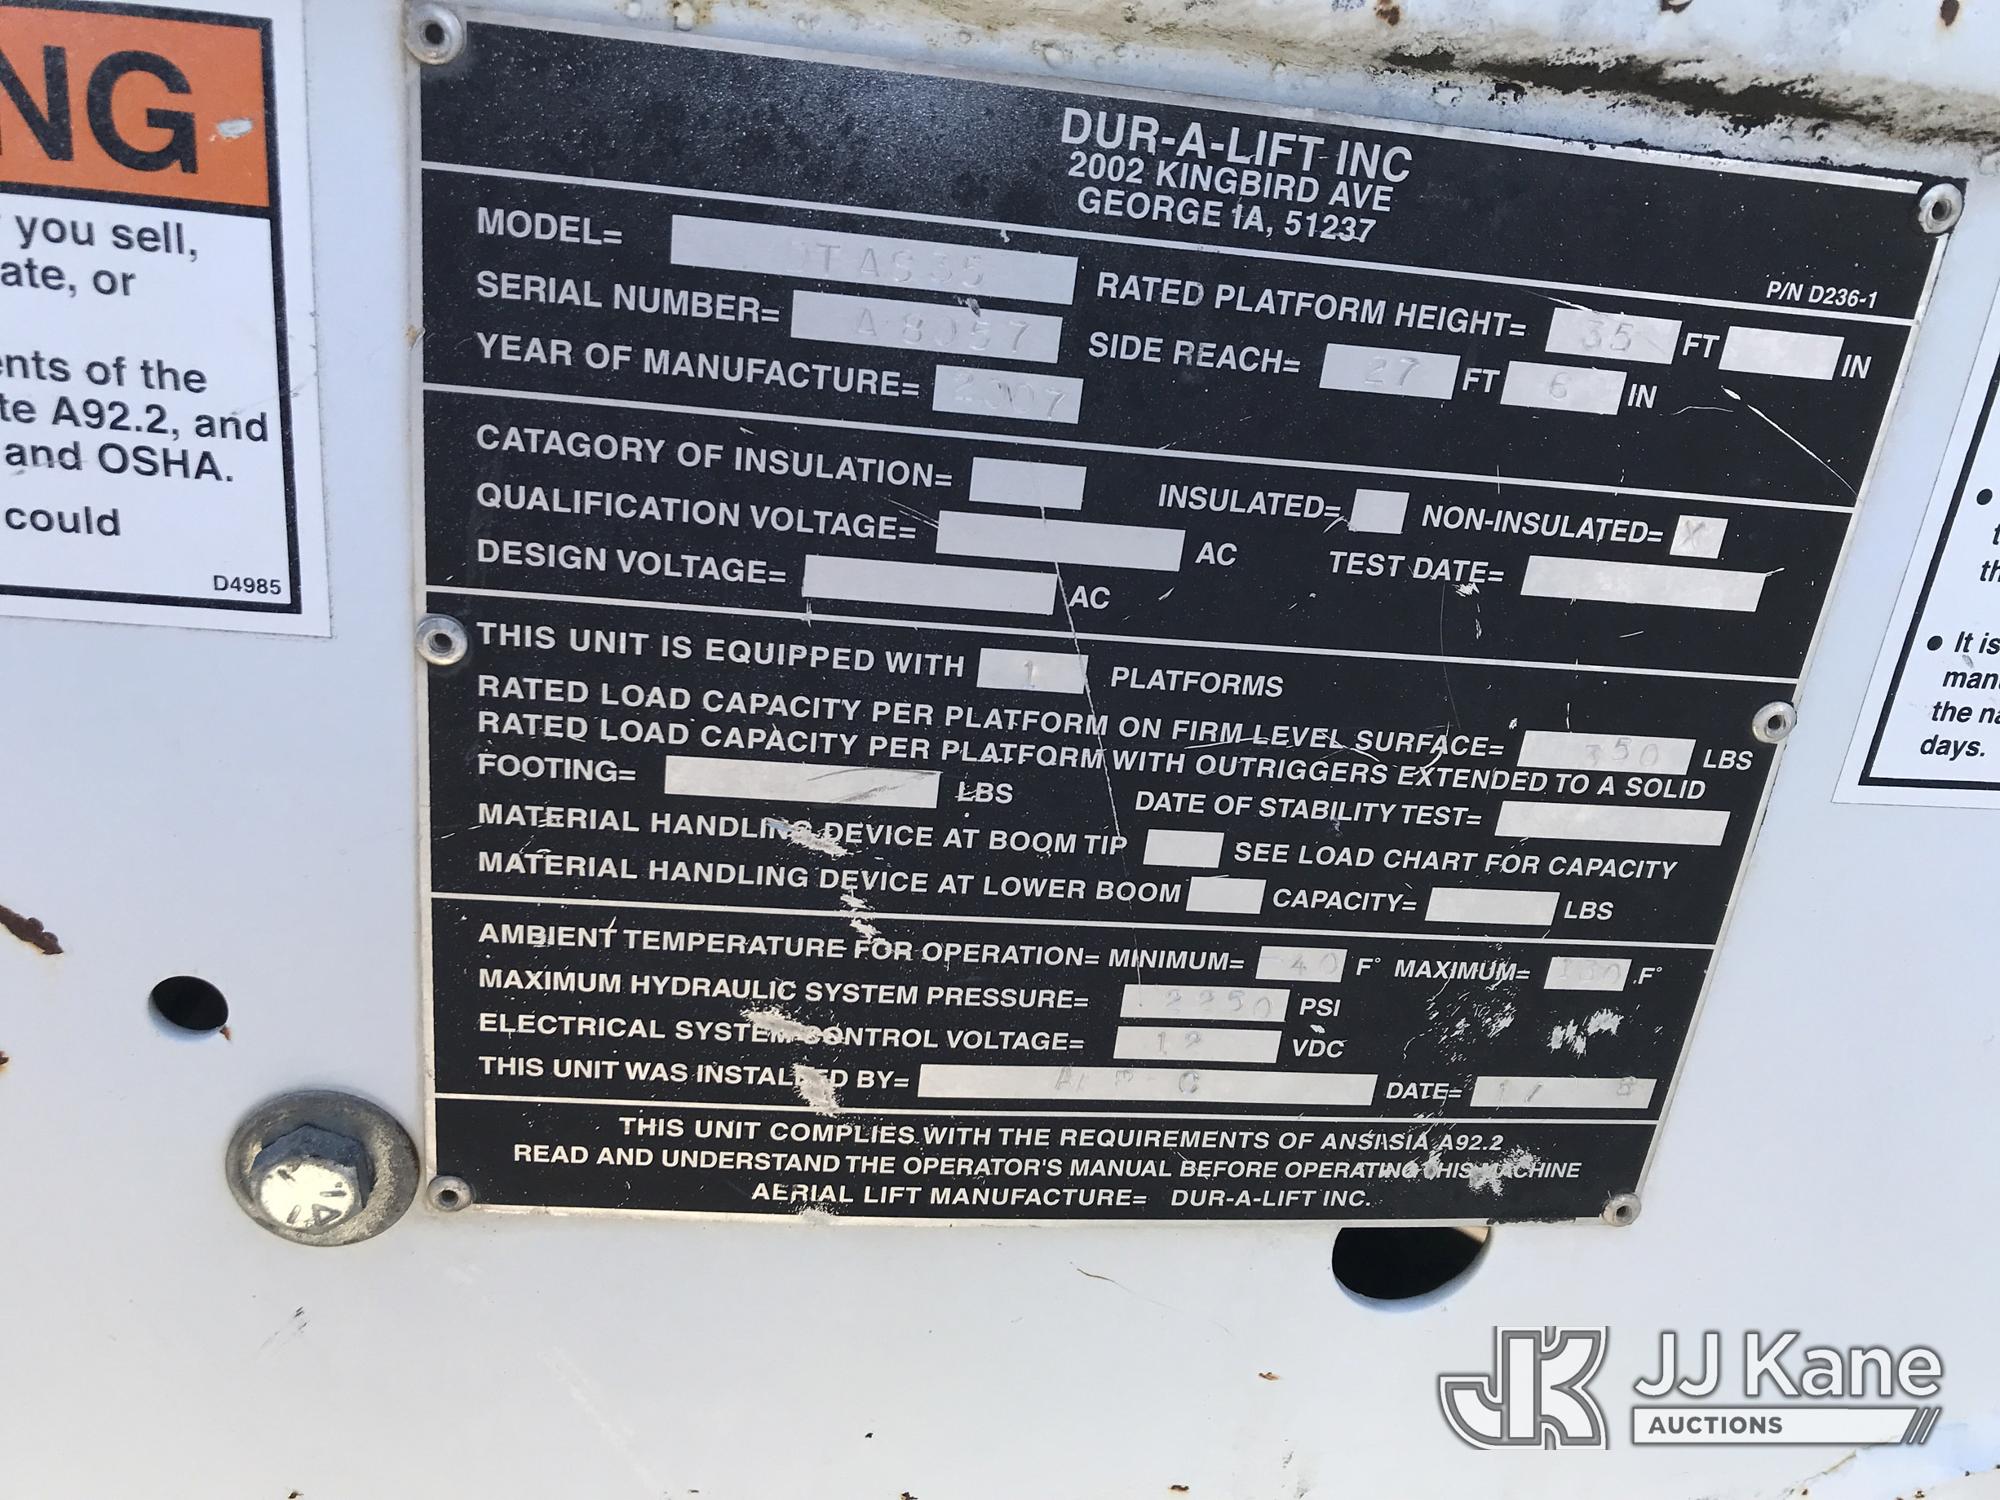 NG
you sell,
ate, or
ents of the
te A92.2, and
and OSHA.
could
D4985
DUR-A-LIFT INC
2002 KINGBIRD AVE
GEORGE IA, 51237
P/N D236-1
MODEL= DTAS35
SERIAL NUMBER= A8057
YEAR OF MANUFACTURE= 2007
RATED PLATFORM HEIGHT= 35 FT IN
SIDE REACH= 27 FT 6 IN
CATAGORY OF INSULATION= INSULATED= NON-INSULATED= X
QUALIFICATION VOLTAGE= AC TEST DATE=
DESIGN VOLTAGE= AC
THIS UNIT IS EQUIPPED WITH 1 PLATFORMS
RATED LOAD CAPACITY PER PLATFORM ON FIRM LEVEL SURFACE= 350 LBS
RATED LOAD CAPACITY PER PLATFORM WITH OUTRIGGERS EXTENDED TO A SOLID
FOOTING= LBS DATE OF STABILITY TEST=
MATERIAL HANDLING DEVICE AT BOOM TIP SEE LOAD CHART FOR CAPACITY
MATERIAL HANDLING DEVICE AT LOWER BOOM CAPACITY= LBS
AMBIENT TEMPERATURE FOR OPERATION= MINIMUM= -40 F° MAXIMUM= 130 F°
MAXIMUM HYDRAULIC SYSTEM PRESSURE= 2250 PSI
ELECTRICAL SYSTEM CONTROL VOLTAGE= 12 VDC
THIS UNIT WAS INSTALLED BY= DATE=
THIS UNIT COMPLIES WITH THE REQUIREMENTS OF ANSI\SIA A92.2
READ AND UNDERSTAND THE OPERATOR'S MANUAL BEFORE OPERATING THIS MACHINE
AERIAL LIFT MANUFACTURE= DUR-A-LIFT INC.
• It is
man
the na
days.
JK JJ Kane
AUCTIONS